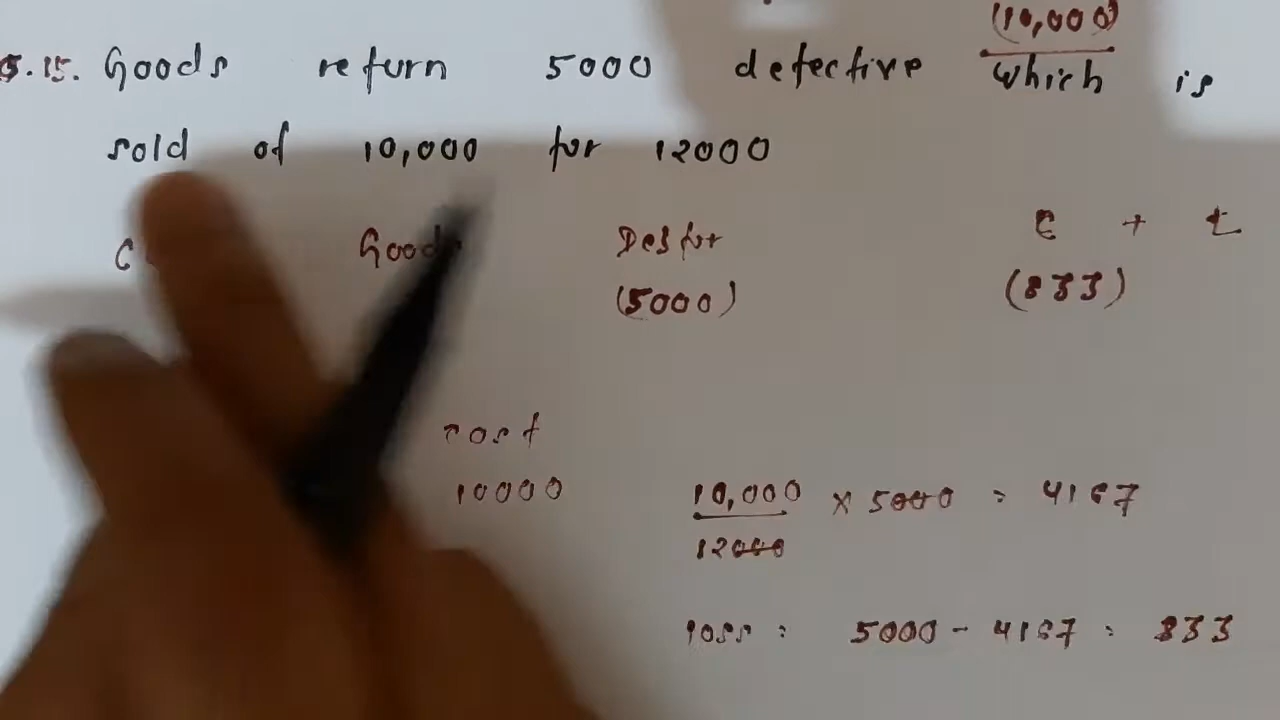 (10,000)
5.15. Goods return 5000 defective which is
sold of 10,000 for 12000
Goods
(5000) (833)
cost
10000 10,000 × 5000 = 4167
12000
loss = 5000 - 4167 = 833